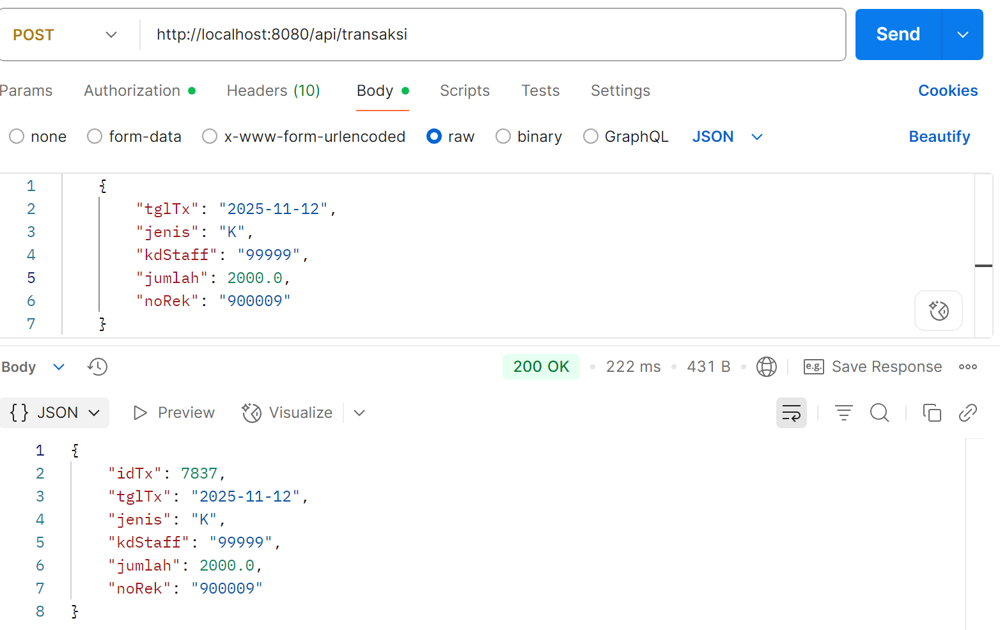 POST http://localhost:8080/api/transaksi Send
Params Authorization Headers (10) Body Scripts Tests Settings Cookies
none form-data x-www-form-urlencoded raw binary GraphQL JSON Beautify
1 {
2 "tglTx": "2025-11-12",
3 "jenis": "K",
4 "kdStaff": "99999",
5 "jumlah": 2000.0,
6 "noRek": "900009"
7 }
Body 200 OK 222 ms 431 B e.g. Save Response
{} JSON Preview Visualize
1 {
2 "idTx": 7837,
3 "tglTx": "2025-11-12",
4 "jenis": "K",
5 "kdStaff": "99999",
6 "jumlah": 2000.0,
7 "noRek": "900009"
8 }